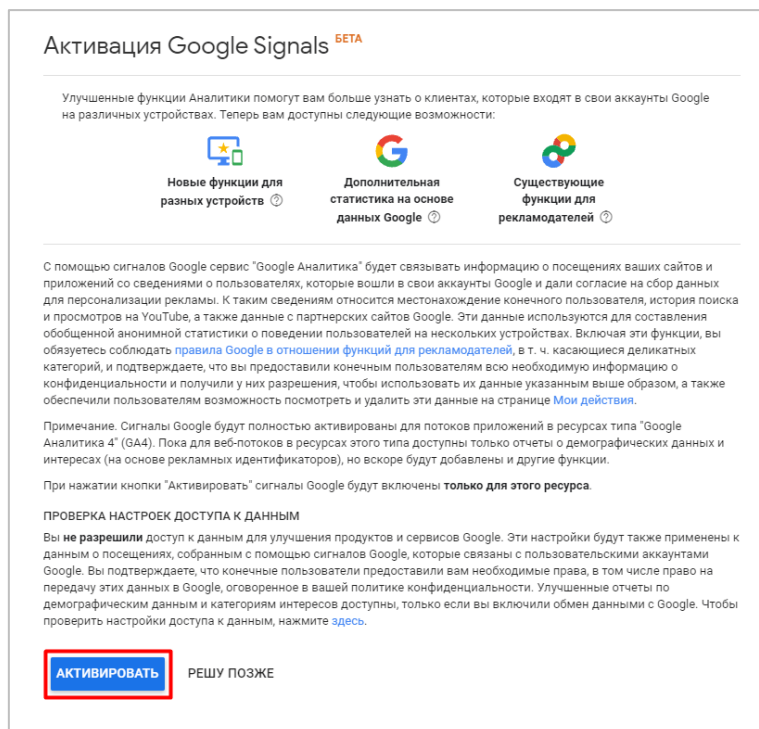 Активация Google Signals БЕТА
Улучшенные функции Аналитики помогут вам больше узнать о клиентах, которые входят в свои аккаунты Google
на различных устройствах. Теперь вам доступны следующие возможности:
Новые функции для
разных устройств
Дополнительная
статистика на основе
данных Google
Существующие
функции для
рекламодателей
С помощью сигналов Google сервис "Google Аналитика" будет связывать информацию о посещениях ваших сайтов и
приложений со сведениями о пользователях, которые вошли в свои аккаунты Google и дали согласие на сбор данных
для персонализации рекламы. К таким сведениям относится местонахождение конечного пользователя, история поиска
и просмотров на YouTube, а также данные с партнерских сайтов Google. Эти данные используются для составления
обобщенной анонимной статистики о поведении пользователей на нескольких устройствах. Включая эти функции, вы
обязуетесь соблюдать правила Google в отношении функций для рекламодателей, в т. ч. касающиеся деликатных
категорий, и подтверждаете, что вы предоставили конечным пользователям всю необходимую информацию о
конфиденциальности и получили у них разрешения, чтобы использовать их данные указанным выше образом, а также
обеспечили пользователям возможность посмотреть и удалить эти данные на странице Мои действия.
Примечание. Сигналы Google будут полностью активированы для потоков приложений в ресурсах типа "Google
Аналитика 4" (GA4). Пока для веб-потоков в ресурсах этого типа доступны только отчеты о демографических данных и
интересах (на основе рекламных идентификаторов), но вскоре будут добавлены и другие функции.
При нажатии кнопки "Активировать" сигналы Google будут включены только для этого ресурса.
ПРОВЕРКА НАСТРОЕК ДОСТУПА К ДАННЫМ
Вы не разрешили доступ к данным для улучшения продуктов и сервисов Google. Эти настройки будут также применены к
данным о посещениях, собранным с помощью сигналов Google, которые связаны с пользовательскими аккаунтами
Google. Вы подтверждаете, что конечные пользователи предоставили вам необходимые права, в том числе право на
передачу этих данных в Google, оговоренное в вашей политике конфиденциальности. Улучшенные отчеты по
демографическим данным и категориям интересов доступны, только если вы включили обмен данными с Google. Чтобы
проверить настройки доступа к данным, нажмите здесь.
АКТИВИРОВАТЬ РЕШУ ПОЗЖЕ